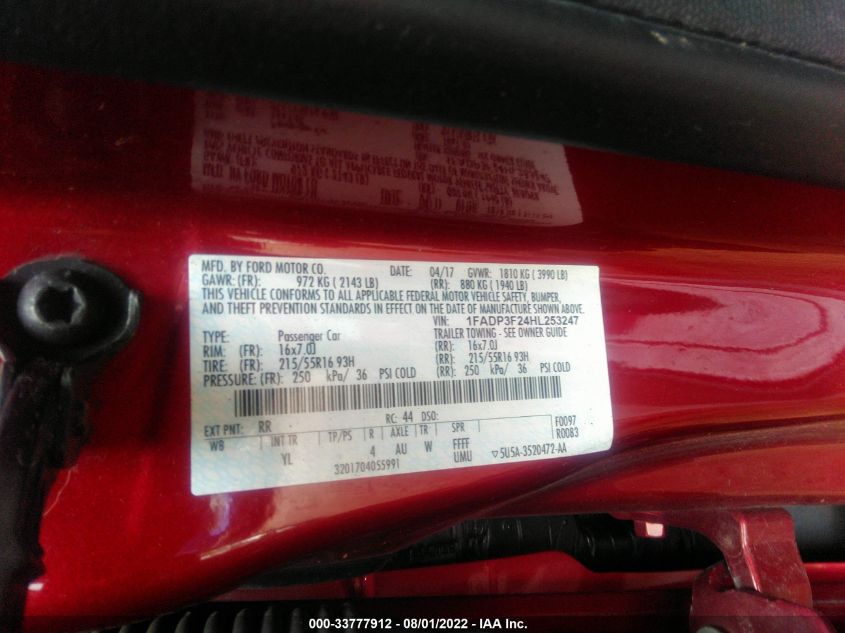 MFD. BY FORD MOTOR CO. DATE: 04/17 GVWR: 1810 KG ( 3990 LB)
GAWR: (FR): 972 KG ( 2143 LB) (RR): 880 KG ( 1940 LB)
THIS VEHICLE CONFORMS TO ALL APPLICABLE FEDERAL MOTOR VEHICLE SAFETY, BUMPER,
AND THEFT PREVENTION STANDARDS IN EFFECT ON THE DATE OF MANUFACTURE SHOWN ABOVE.
VIN: 1FADP3F24HL253247
TYPE: Passenger Car TRAILER TOWING - SEE OWNER GUIDE
RIM: (FR): 16x7.0J (RR): 16x7.0J
TIRE: (FR): 215/55R16 93H (RR): 215/55R16 93H
PRESSURE: (FR): 250 kPa/ 36 PSI COLD (RR): 250 kPa/ 36 PSI COLD
EXT PNT: RR RC: 44 DSO: F0097
R0083
WB INT TR TP/PS R AXLE TR SPR
YL 4 AU W FFFF
UMU
3201704055991 ▽5U5A-3520472-AA
000-33777912 - 08/01/2022 - IAA Inc.